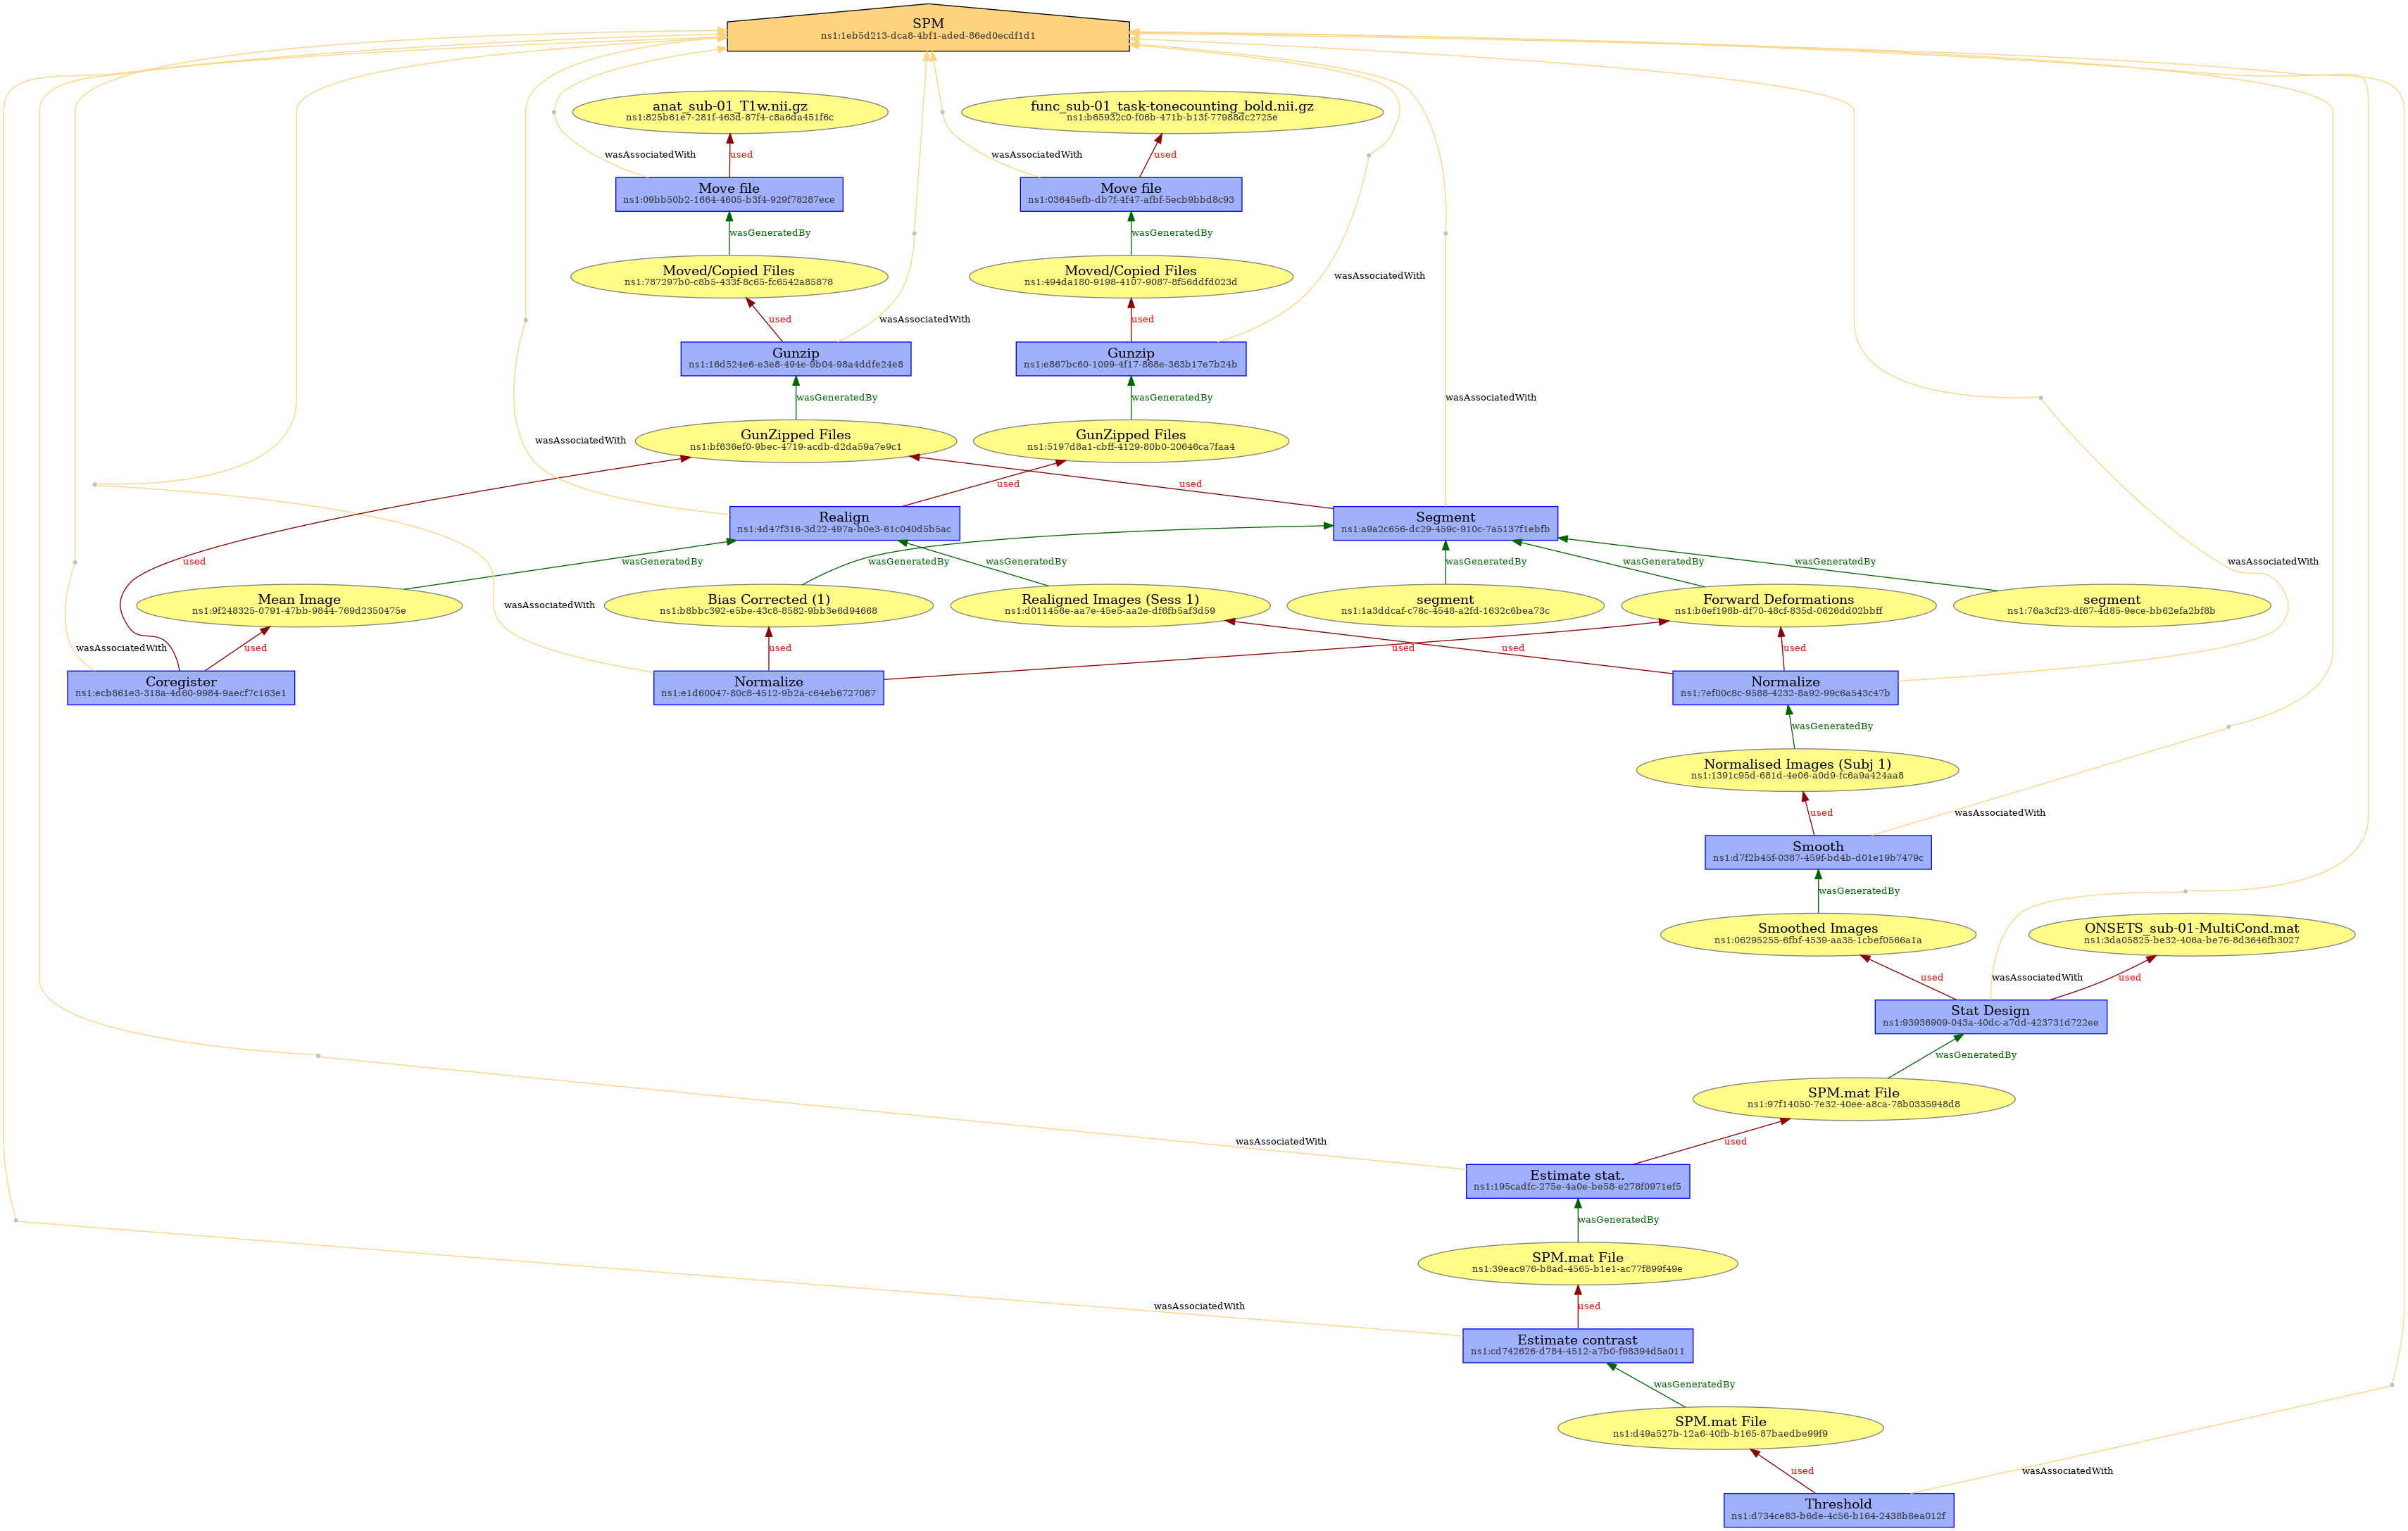 SPM
ns1:1eb5d213-dca8-4bf1-aded-86ed0ecdf1d1
anat_sub-01_T1w.nii.gz
ns1:825b61e7-281f-463d-87f4-c8a6da451f6c
func_sub-01_task-tonecounting_bold.nii.gz
ns1:b65932c0-f06b-471b-b13f-77988dc2725e
wasAssociatedWith
used
wasAssociatedWith
used
Move file
ns1:09bb50b2-1664-4605-b3f4-929f78287ece
Move file
ns1:03645efb-db7f-4f47-afbf-5ecb9bbd8c93
wasGeneratedBy
wasGeneratedBy
Moved/Copied Files
ns1:787297b0-c8b5-433f-8c65-fc6542a85878
Moved/Copied Files
ns1:494da180-9198-4107-9087-8f56ddfd023d
wasAssociatedWith
used
wasAssociatedWith
used
Gunzip
ns1:16d524e6-e3e8-494e-9b04-98a4ddfe24e8
Gunzip
ns1:e867bc60-1099-4f17-868e-363b17e7b24b
wasGeneratedBy
wasGeneratedBy
wasAssociatedWith
GunZipped Files
ns1:bf636ef0-9bec-4719-acdb-d2da59a7e9c1
GunZipped Files
ns1:5197d8a1-cbff-4129-80b0-20646ca7faa4
wasAssociatedWith
used
used
Realign
ns1:4d47f316-3d22-497a-b0e3-61c040d5b5ac
Segment
ns1:a9a2c656-dc29-459c-910c-7a5137f1ebfb
used
wasGeneratedBy
wasGeneratedBy
wasGeneratedBy
wasGeneratedBy
wasGeneratedBy
wasGeneratedBy
wasAssociatedWith
Mean Image
ns1:9f248325-0791-47bb-9844-769d2350475e
wasAssociatedWith
Bias Corrected (1)
ns1:b8bbc392-e5be-43c8-8582-9bb3e6d94668
Realigned Images (Sess 1)
ns1:d011456e-aa7e-45e5-aa2e-df6fb5af3d59
segment
ns1:1a3ddcaf-c76c-4548-a2fd-1632c6bea73c
Forward Deformations
ns1:b6ef198b-df70-48cf-835d-0626dd02bbff
segment
ns1:76a3cf23-df67-4d85-9ece-bb62efa2bf8b
wasAssociatedWith
used
used
used
used
used
Coregister
ns1:ecb861e3-318a-4d60-9984-9aecf7c163e1
Normalize
ns1:e1d60047-80c8-4512-9b2a-c64eb6727087
Normalize
ns1:7ef00c8c-9588-4232-8a92-99c6a543c47b
wasGeneratedBy
Normalised Images (Subj 1)
ns1:1391c95d-681d-4e06-a0d9-fc6a9a424aa8
used
wasAssociatedWith
Smooth
ns1:d7f2b45f-0387-459f-bd4b-d01e19b7479c
wasGeneratedBy
Smoothed Images
ns1:06295255-6fbf-4539-aa35-1cbef0566a1a
ONSETS_sub-01-MultiCond.mat
ns1:3da05825-be32-406a-be76-8d3646fb3027
used
wasAssociatedWith
used
Stat Design
ns1:93936909-043a-40dc-a7dd-423731d722ee
wasGeneratedBy
SPM.mat File
ns1:97f14050-7e32-40ee-a8ca-78b0335948d8
wasAssociatedWith
used
Estimate stat.
ns1:195cadfc-275e-4a0e-be58-e278f0971ef5
wasGeneratedBy
SPM.mat File
ns1:39eac976-b8ad-4565-b1e1-ac77f899f49e
wasAssociatedWith
used
Estimate contrast
ns1:cd742626-d784-4512-a7b0-f98394d5a011
wasGeneratedBy
SPM.mat File
ns1:d49a527b-12a6-40fb-b165-87baedbe99f9
used
wasAssociatedWith
Threshold
ns1:d734ce83-b6de-4c56-b164-2438b8ea012f